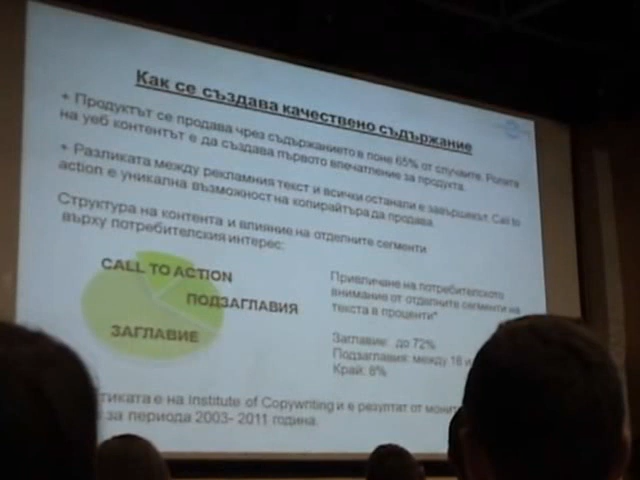 Как се създава качествено съдържание
+ Продуктът се продава чрез съдържанието в поне 65% от случаите. Ролята
на уеб контентът е да създава първото впечатление за продукта.
+ Разликата между рекламния текст и всички останали е завършекът. Call to
action е уникална възможност на копирайтъра да продава.
Структура на контента и влияние на отделните сегменти
върху потребителския интерес:
CALL TO ACTION
ПОДЗАГЛАВИЯ
ЗАГЛАВИЕ
Привличане на потребителското
внимание от отделните сегменти на
текста в проценти*
Заглавие: до 72%
Подзаглавия: между 18 и
Край: 8%
е на Institute of Copywriting и е резултат от
за периода 2003- 2011 година.